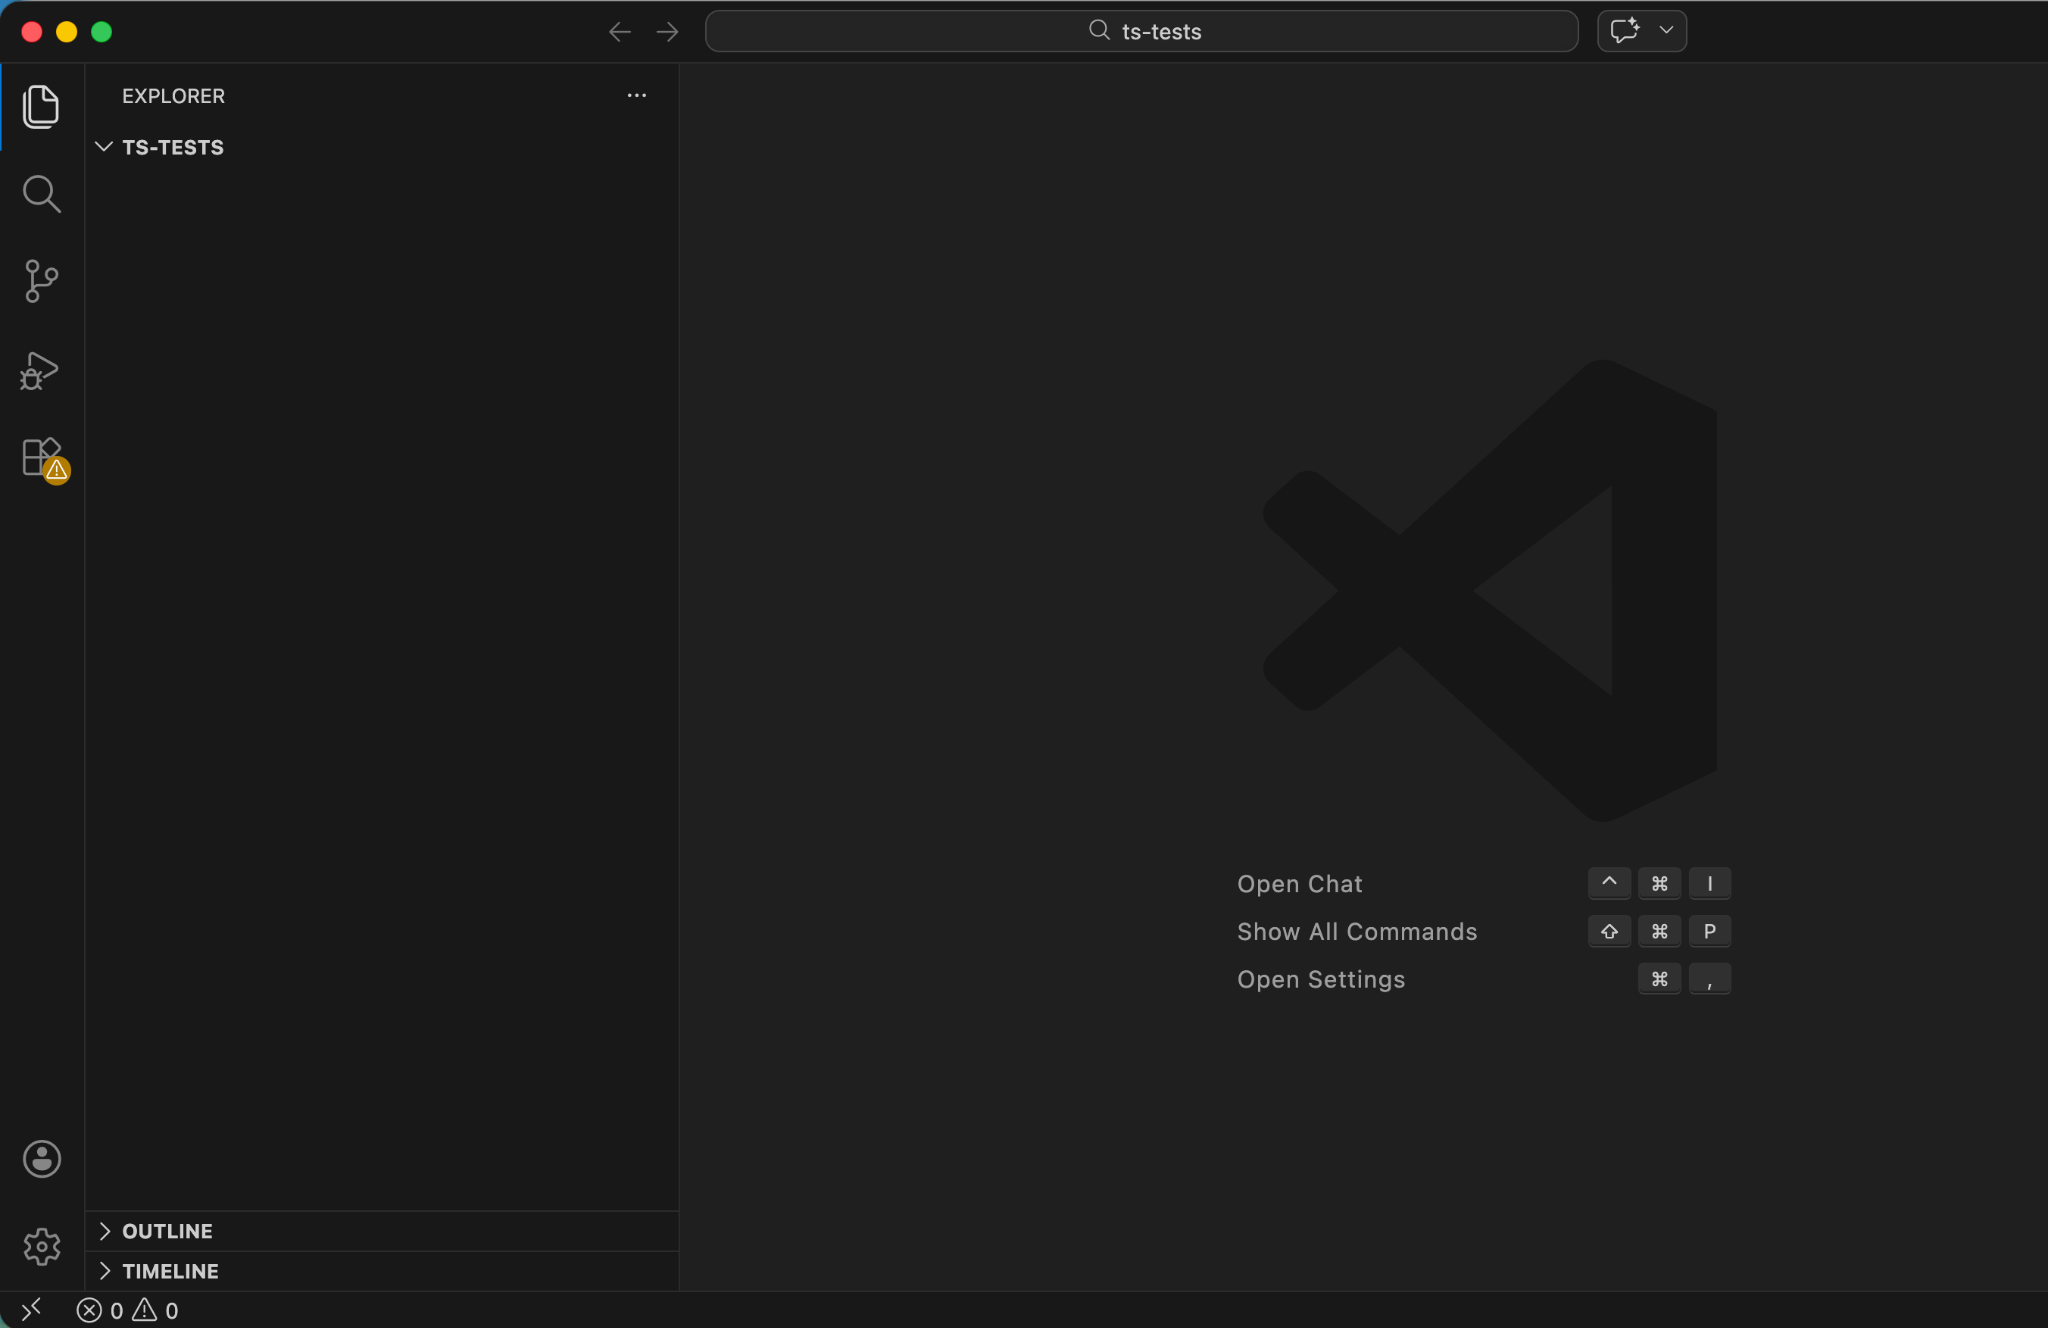 ts-tests
EXPLORER
TS-TESTS
Open Chat ^ ⌘ I
Show All Commands ⇧ ⌘ P
Open Settings ⌘ ,
OUTLINE
TIMELINE
0 0